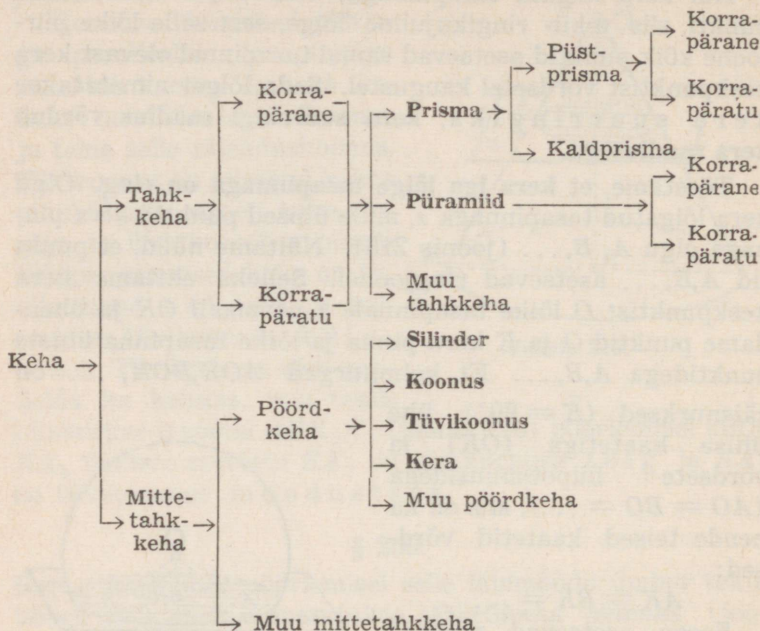 Keha
Tahk-
keha
Korra-
pärane
Korra-
päratu
Prisma
Püst-
prisma
Korra-
pärane
Korra-
päratu
Kaldprisma
Püramiid
Korra-
pärane
Korra-
päratu
Muu
tahkkeha
Mitte-
tahk-
keha
Pöörd-
keha
Silinder
Koonus
Tüvikoonus
Kera
Muu pöördkeha
Muu mittetahkkeha